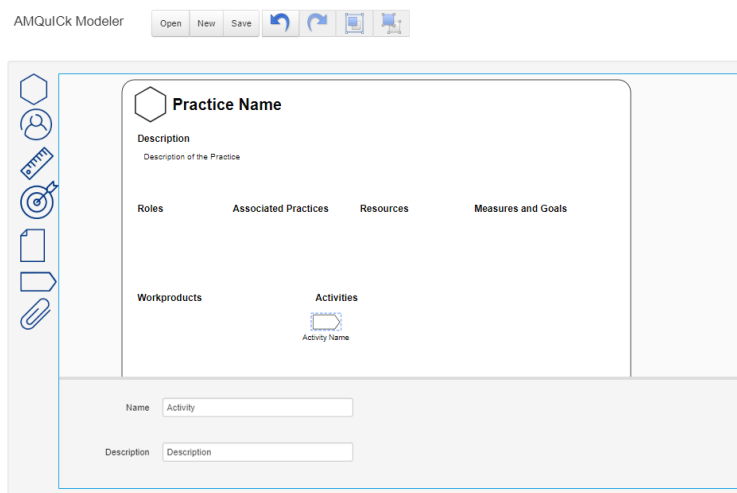 AMQuICk Modeler
Open New Save
Practice Name
Description
Description of the Practice
Roles Associated Practices Resources Measures and Goals
Workproducts Activities
Activity Name
Name Activity
Description Description